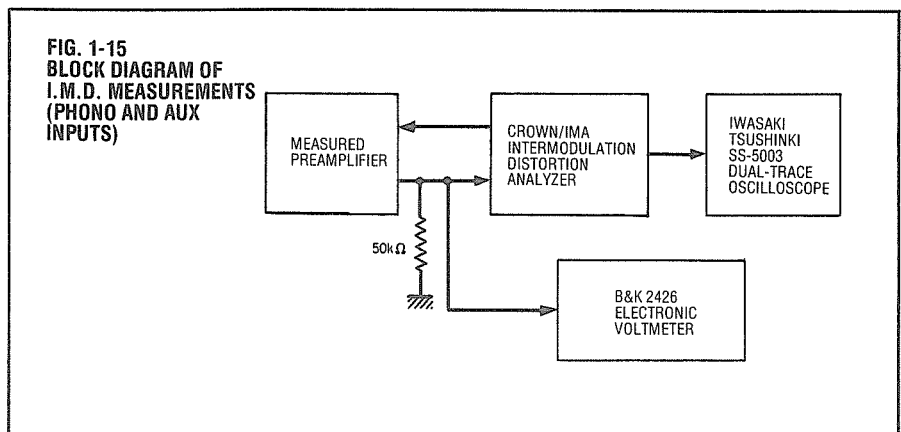 FIG. 1-15
BLOCK DIAGRAM OF
I.M.D. MEASUREMENTS
(PHONO AND AUX
INPUTS)
MEASURED
PREAMPLIFIER
CROWN/IMA
INTERMODULATION
DISTORTION
ANALYZER
IWASAKI
TSUSHINKI
SS-5003
DUAL-TRACE
OSCILLOSCOPE
50kΩ
B&K 2426
ELECTRONIC
VOLTMETER